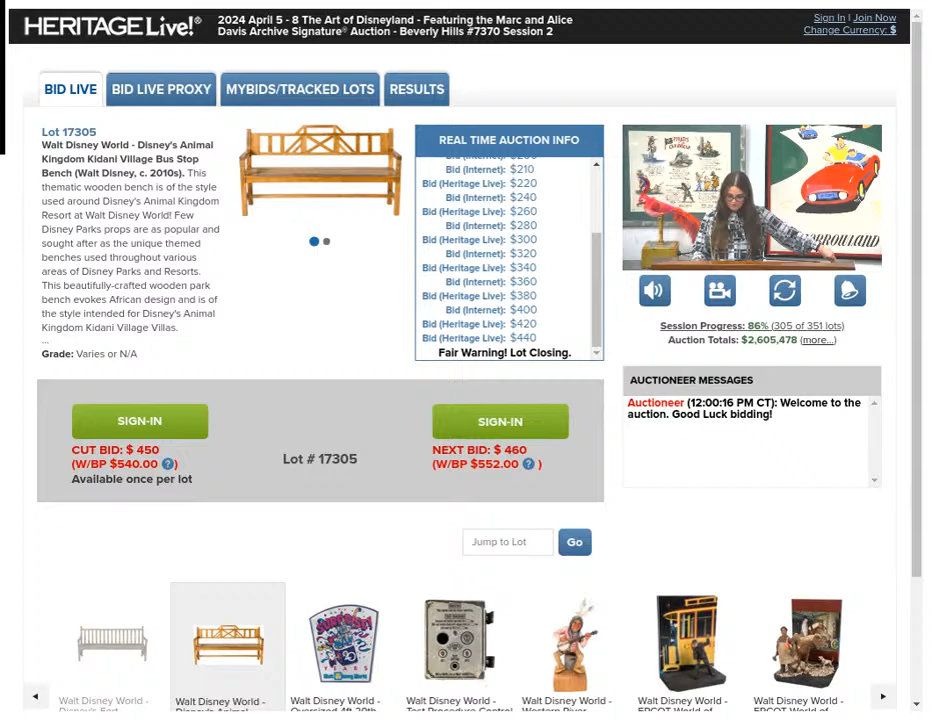 HERITAGE Live!®
2024 April 5 - 8 The Art of Disneyland - Featuring the Marc and Alice
Davis Archive Signature® Auction - Beverly Hills #7370 Session 2
Sign In | Join Now
Change Currency: $
BID LIVE
BID LIVE PROXY
MYBIDS/TRACKED LOTS
RESULTS
Lot 17305
Walt Disney World - Disney's Animal
Kingdom Kidani Village Bus Stop
Bench (Walt Disney, c. 2010s). This
thematic wooden bench is of the style
used around Disney's Animal Kingdom
Resort at Walt Disney World! Few
Disney Parks props are as popular and
sought after as the unique themed
benches used throughout various
areas of Disney Parks and Resorts.
This beautifully-crafted wooden park
bench evokes African design and is of
the style intended for Disney's Animal
Kingdom Kidani Village Villas.
...
Grade: Varies or N/A
REAL TIME AUCTION INFO
Bid (Internet): $210
Bid (Heritage Live): $220
Bid (Internet): $240
Bid (Heritage Live): $260
Bid (Internet): $280
Bid (Heritage Live): $300
Bid (Internet): $320
Bid (Heritage Live): $340
Bid (Internet): $360
Bid (Heritage Live): $380
Bid (Internet): $400
Bid (Heritage Live): $420
Bid (Heritage Live): $440
Fair Warning! Lot Closing.
Session Progress: 86% (305 of 351 lots)
Auction Totals: $2,605,478 (more...)
AUCTIONEER MESSAGES
Auctioneer (12:00:16 PM CT): Welcome to the
auction. Good Luck bidding!
SIGN-IN
CUT BID: $ 450
(W/BP $540.00 ?)
Available once per lot
Lot # 17305
SIGN-IN
NEXT BID: $ 460
(W/BP $552.00 ? )
Jump to Lot
Go
SURPRISE!
20
YEARS
Walt Disney World -
Walt Disney World -
Walt Disney World -
Walt Disney World -
Walt Disney World -
Walt Disney World -
Walt Disney World -